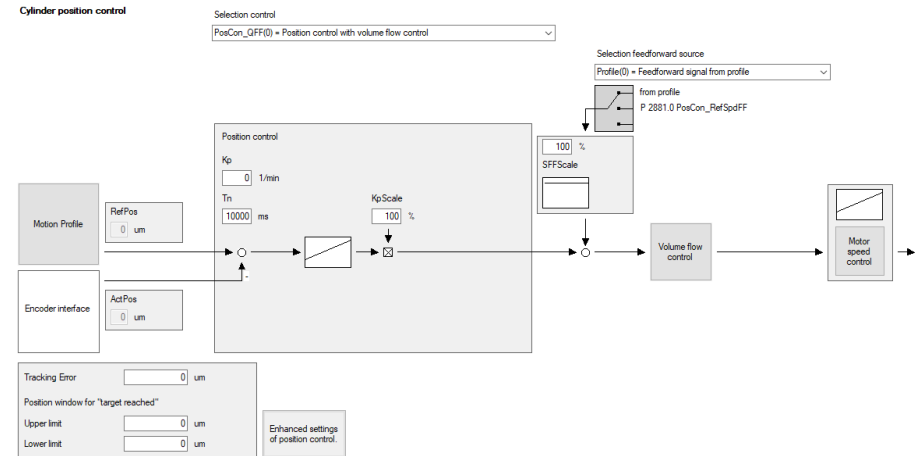 Cylinder position control
Selection control
PosCon_QFF(0) = Position control with volume flow control
Selection feedforward source
Profile(0) = Feedforward signal from profile
from profile
P 2881.0 PosCon_RefSpdFF
Position control
100 %
SFFScale
Kp
0 1/min
Tn
10000 ms
KpScale
100 %
Motion Profile
RefPos
0 um
Volume flow
control
Motor
speed
control
-
Encoder interface
ActPos
0 um
Tracking Error 0 um
Position window for "target reached"
Upper limit 0 um
Lower limit 0 um
Enhanced settings
of position control.